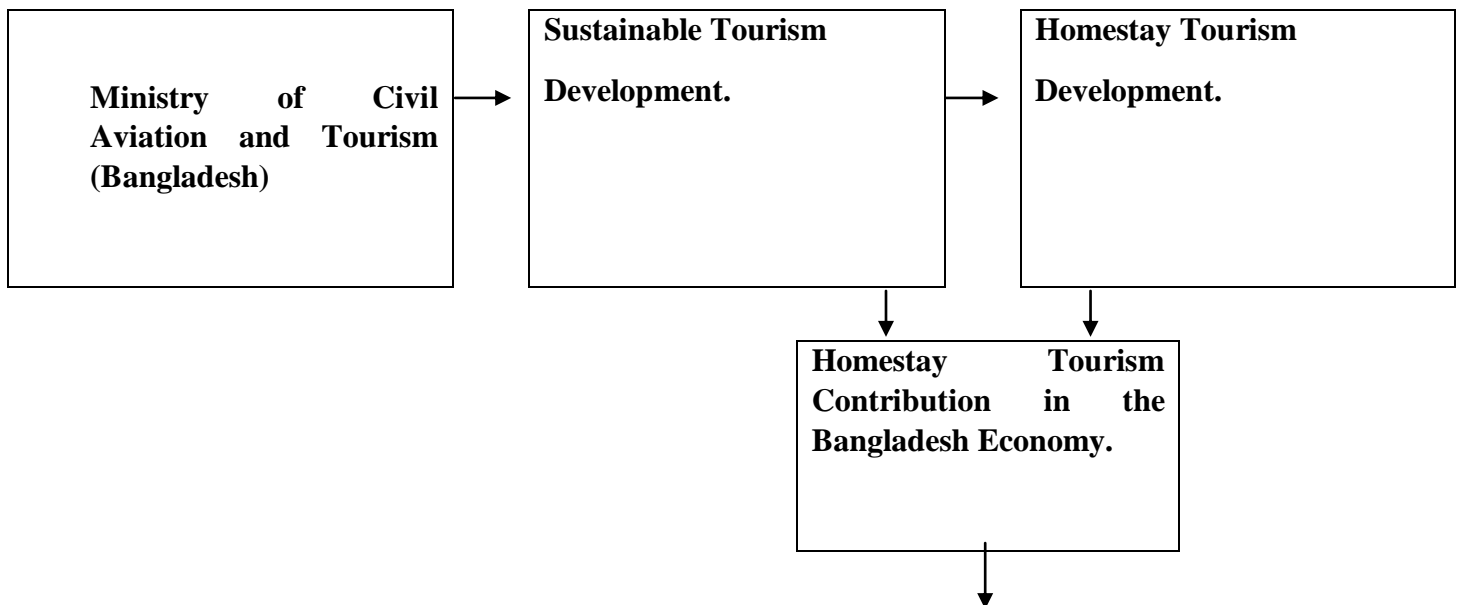 Ministry of Civil
Aviation and Tourism
(Bangladesh)
Sustainable Tourism
Development.
Homestay Tourism
Development.
Homestay Tourism
Contribution in the
Bangladesh Economy.